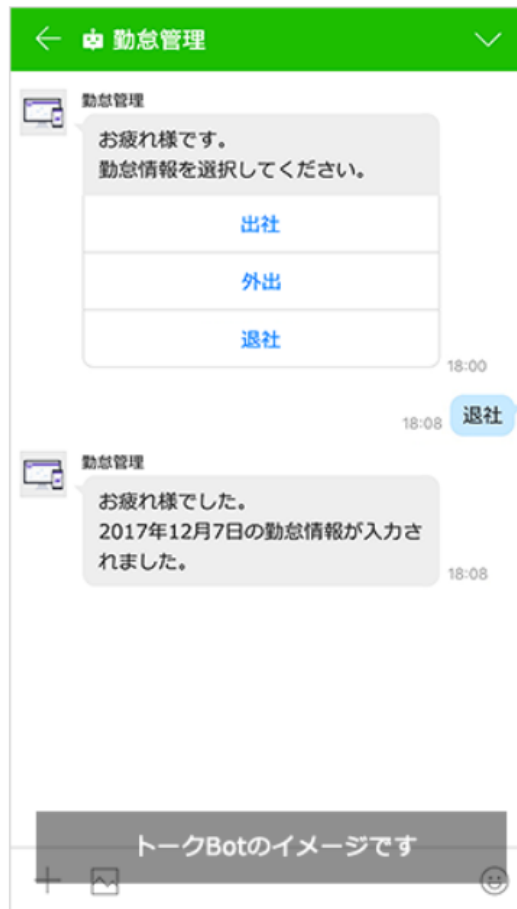 勤怠管理
勤怠管理
お疲れ様です。
勤怠情報を選択してください。
出社
外出
退社
18:00
18:08
退社
勤怠管理
お疲れ様でした。
2017年12月7日の勤怠情報が入力さ
れました。
18:08
トークBotのイメージです